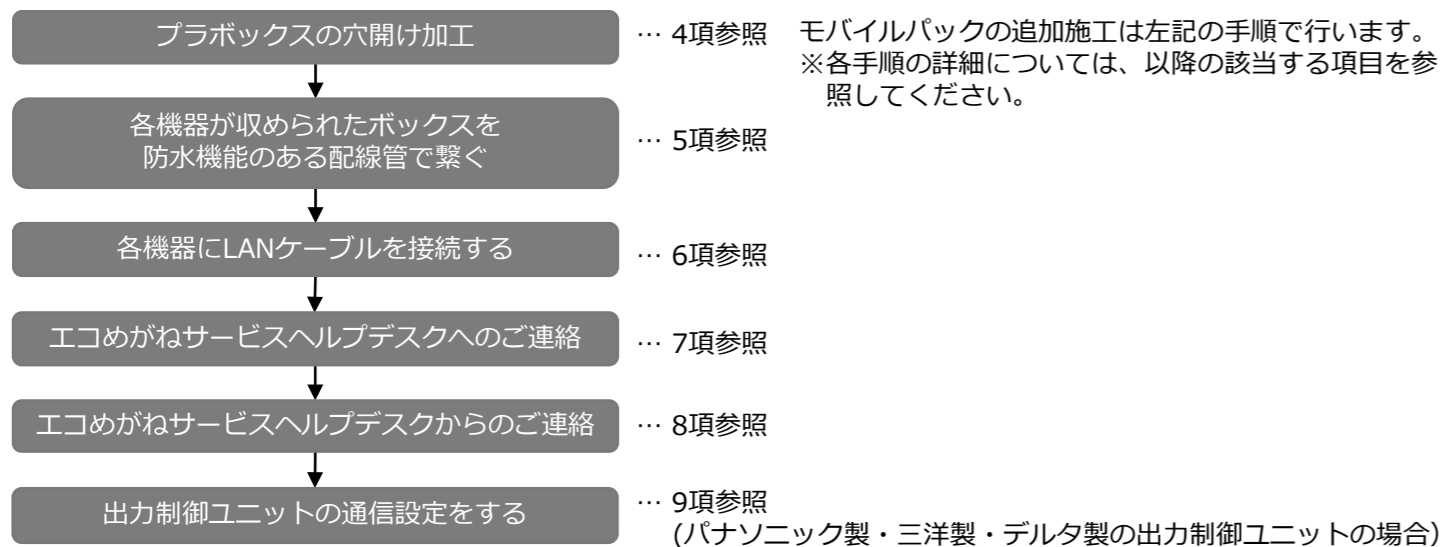 プラボックスの穴開け加工
… 4項参照
モバイルパックの追加施工は左記の手順で行います。
※各手順の詳細については、以降の該当する項目を参
照してください。
各機器が収められたボックスを
防水機能のある配線管で繋ぐ
… 5項参照
各機器にLANケーブルを接続する
… 6項参照
エコめがねサービスヘルプデスクへのご連絡
… 7項参照
エコめがねサービスヘルプデスクからのご連絡
… 8項参照
出力制御ユニットの通信設定をする
… 9項参照
(パナソニック製・三洋製・デルタ製の出力制御ユニットの場合)